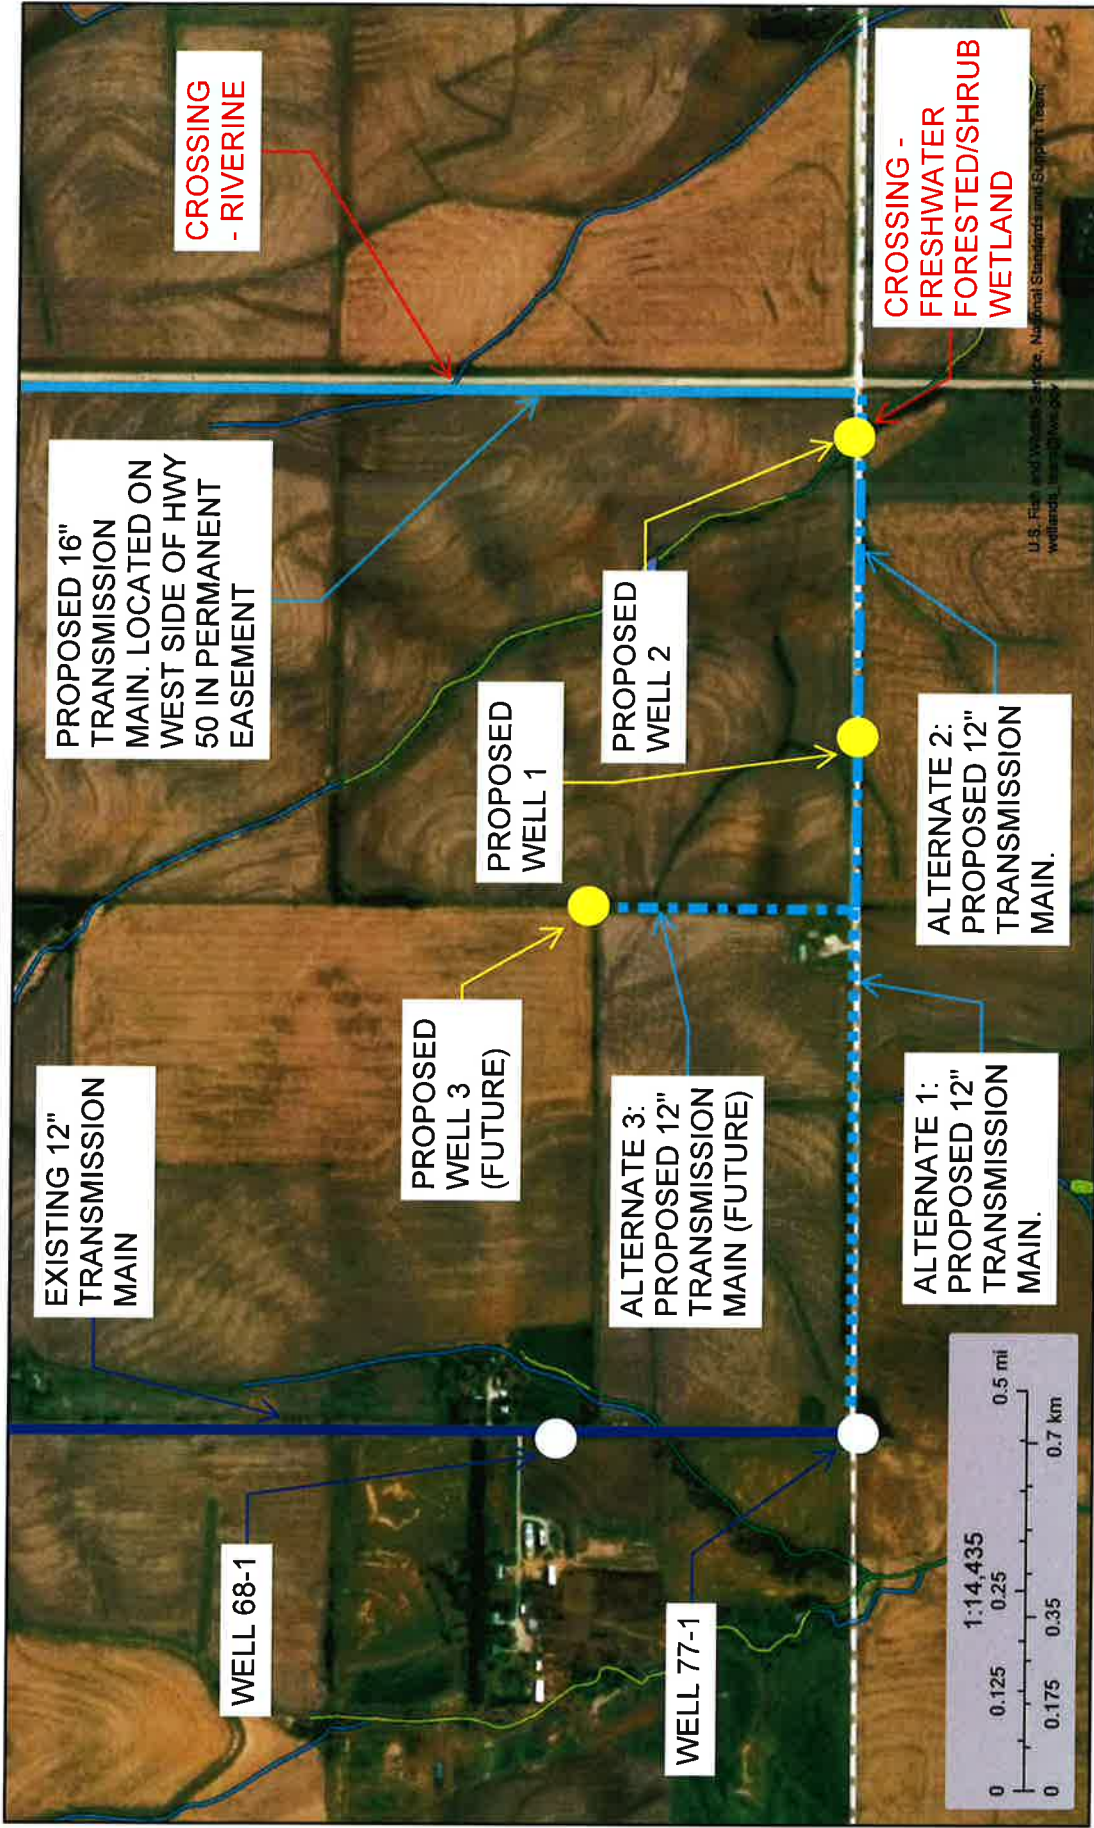 EXISTING 12"
TRANSMISSION
MAIN
PROPOSED 16"
TRANSMISSION
MAIN. LOCATED ON
WEST SIDE OF HWY
50 IN PERMANENT
EASEMENT
CROSSING
- RIVERINE
WELL 68-1
PROPOSED
WELL 3
(FUTURE)
PROPOSED
WELL 1
PROPOSED
WELL 2
WELL 77-1
ALTERNATE 3:
PROPOSED 12"
TRANSMISSION
MAIN (FUTURE)
CROSSING -
FRESHWATER
FORESTED/SHRUB
WETLAND
ALTERNATE 1:
PROPOSED 12"
TRANSMISSION
MAIN.
ALTERNATE 2:
PROPOSED 12"
TRANSMISSION
MAIN.
1:14,435
0 0.125 0.25 0.5 mi
0 0.175 0.35 0.7 km
U.S. Fish and Wildlife Service, National Standards and Support Team,
wetlands_team@fws.gov